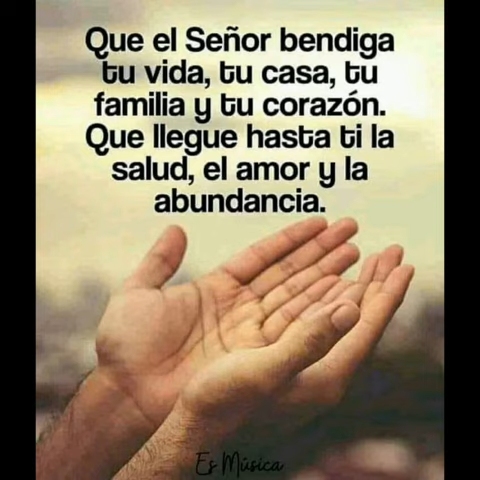 Que el Señor bendiga
tu vida, tu casa, tu
familia y tu corazón.
Que llegue hasta ti la
salud, el amor y la
abundancia.
Es Música